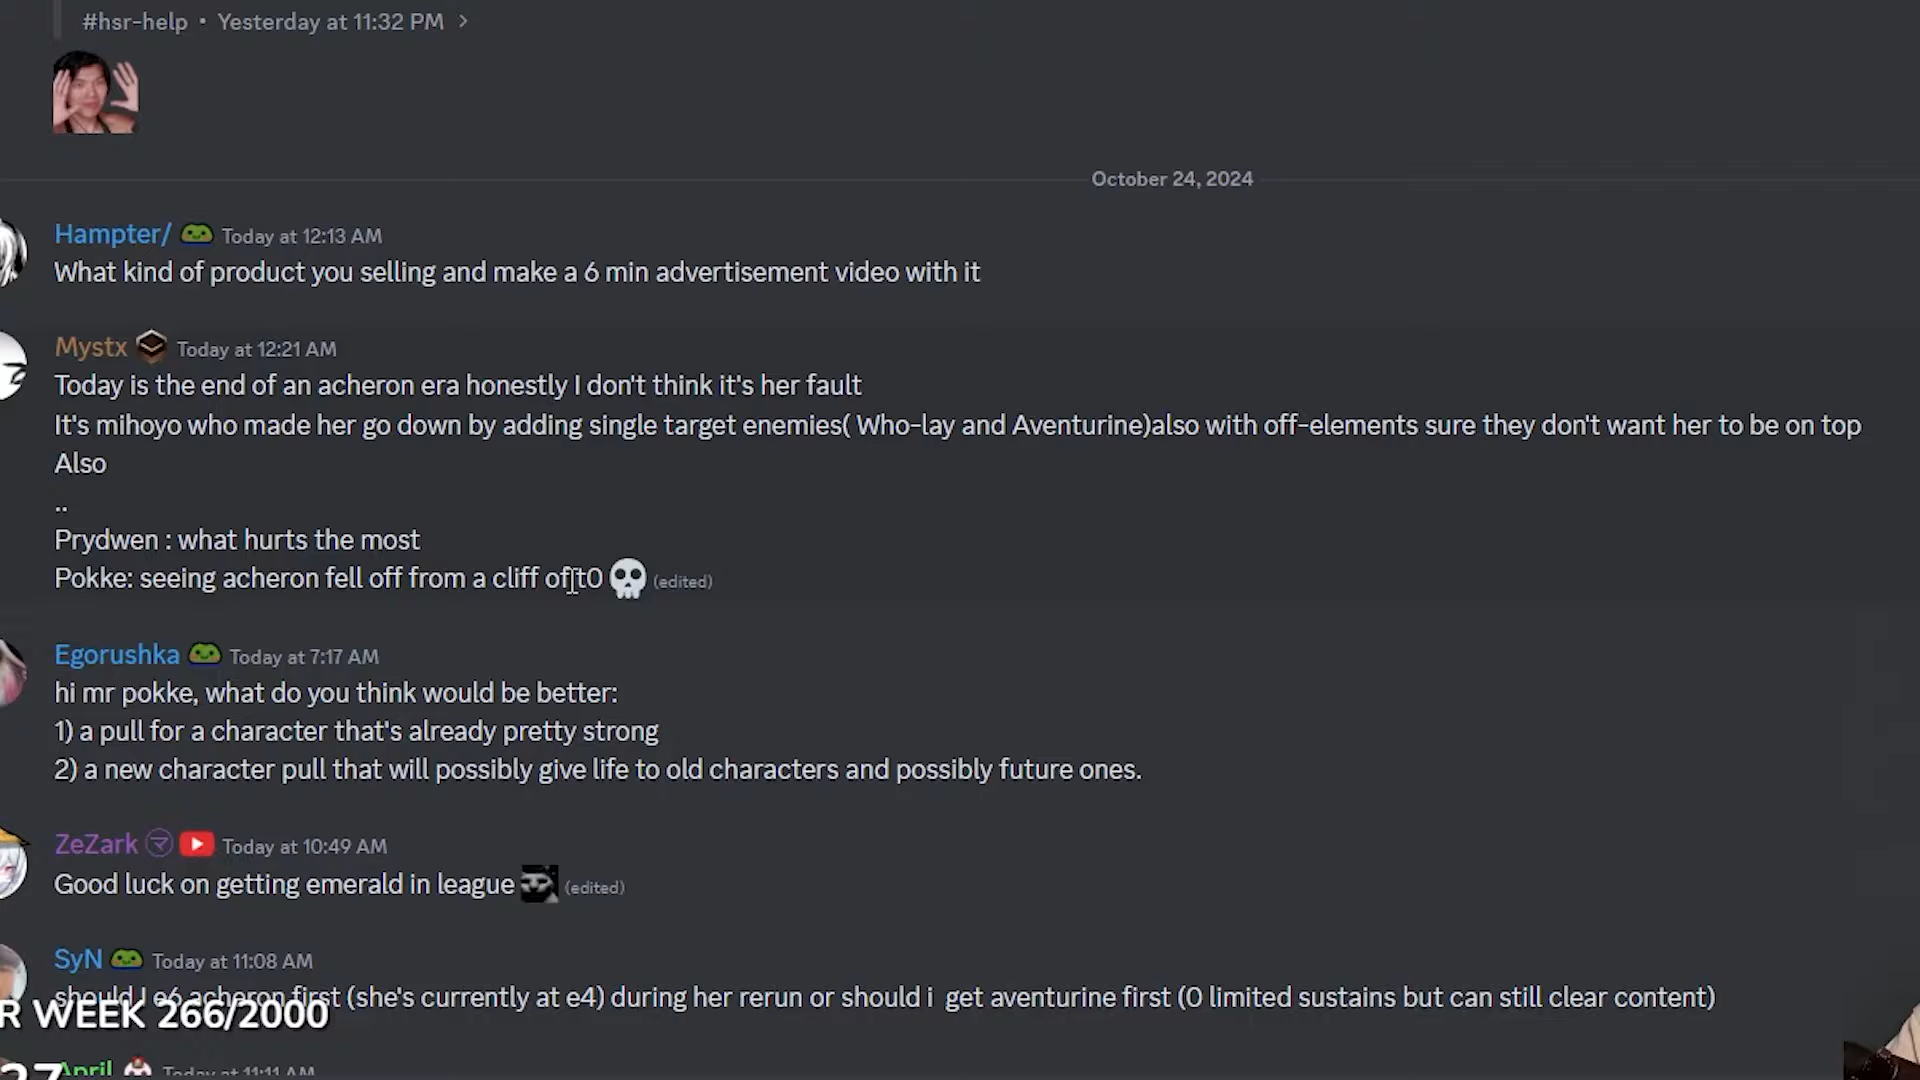 #hsr-help • Yesterday at 11:32 PM >
October 24, 2024
Hampter/ Today at 12:13 AM
What kind of product you selling and make a 6 min advertisement video with it
Mystx Today at 12:21 AM
Today is the end of an acheron era honestly I don't think it's her fault
It's mihoyo who made her go down by adding single target enemies( Who-lay and Aventurine)also with off-elements sure they don't want her to be on top
Also
..
Prydwen : what hurts the most
Pokke: seeing acheron fell off from a cliff of t0 (edited)
Egorushka Today at 7:17 AM
hi mr pokke, what do you think would be better:
1) a pull for a character that's already pretty strong
2) a new character pull that will possibly give life to old characters and possibly future ones.
ZeZark Today at 10:49 AM
Good luck on getting emerald in league (edited)
SyN Today at 11:08 AM
should I e6 acheron first (she's currently at e4) during her rerun or should i get aventurine first (0 limited sustains but can still clear content)
R WEEK 266/2000
April Today at 11:11 AM